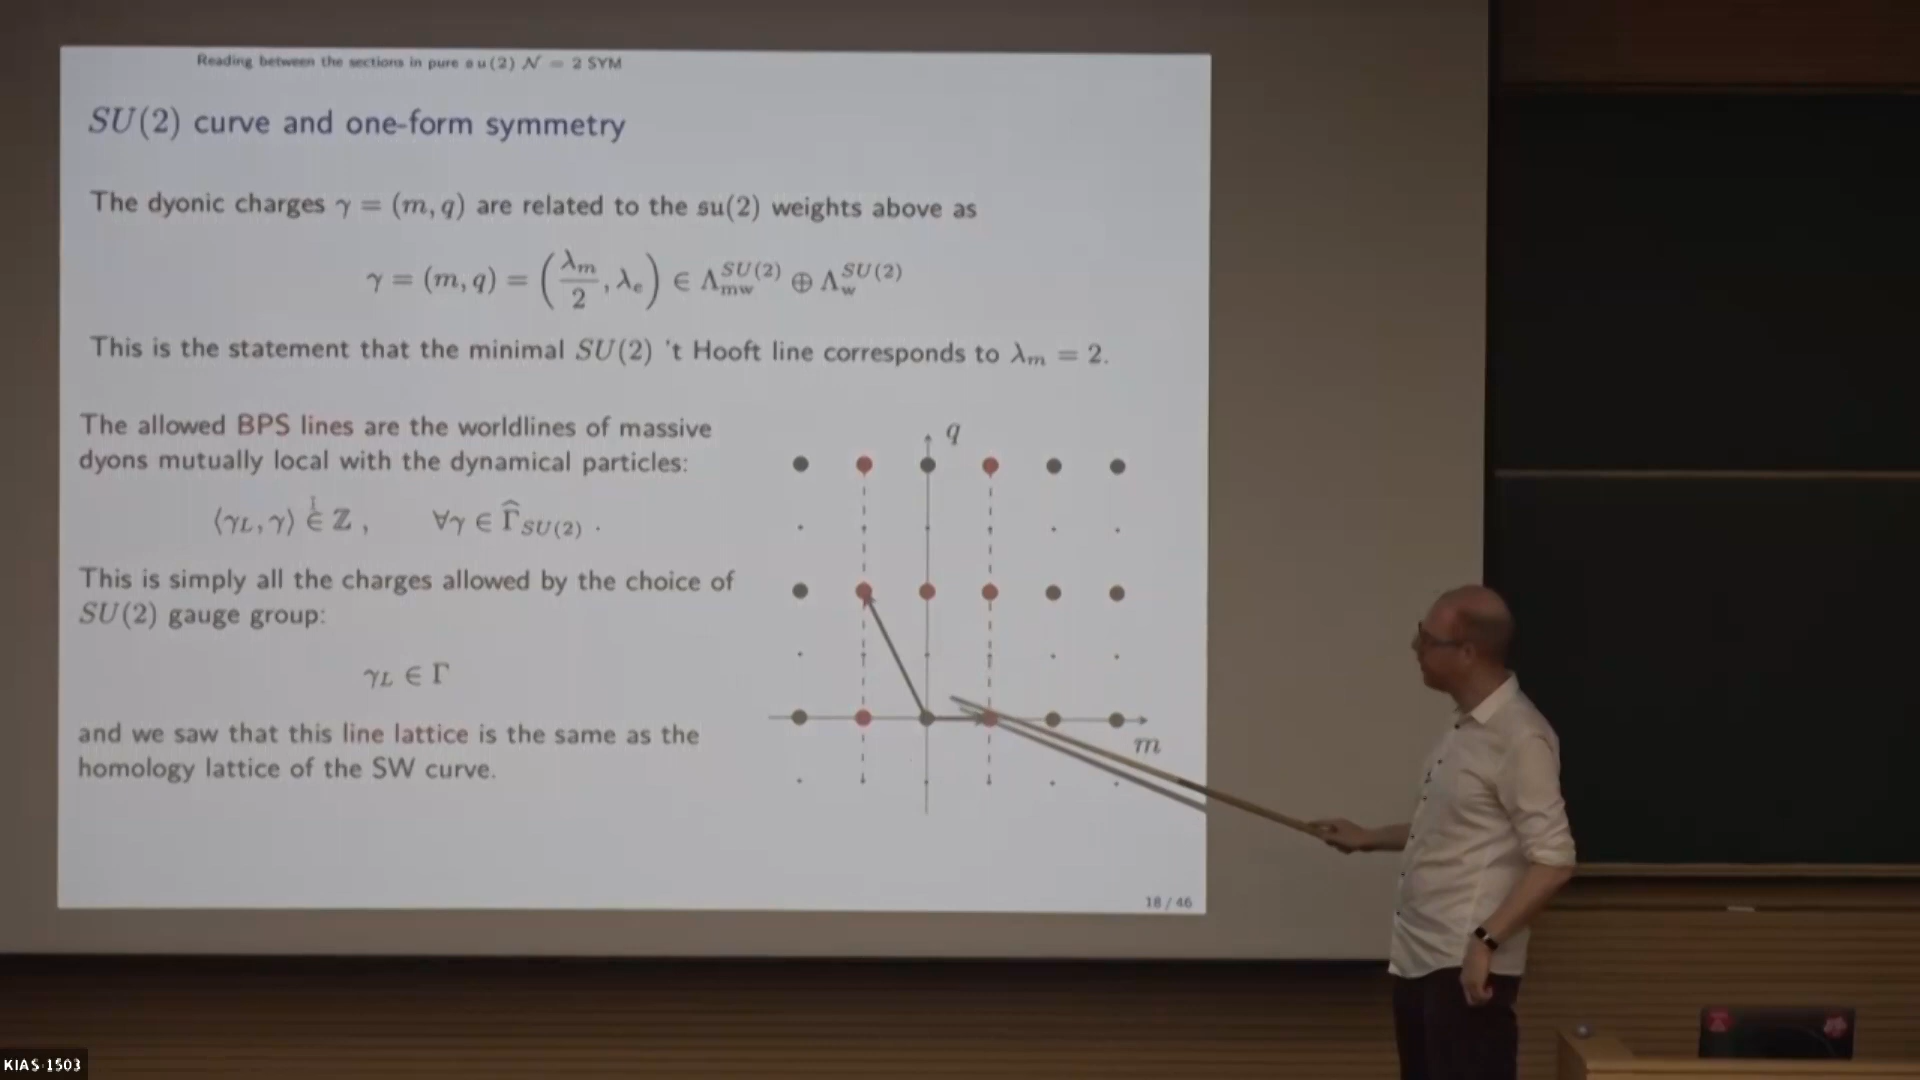 Reading between the sections in pure su(2) 𝒩 = 2 SYM
SU(2) curve and one-form symmetry
The dyonic charges γ = (m, q) are related to the su(2) weights above as
γ = (m, q) = (λ_m/2, λ_e) ∈ Λ_mw^SU(2) ⊕ Λ_w^SU(2)
This is the statement that the minimal SU(2) 't Hooft line corresponds to λ_m = 2.
The allowed BPS lines are the worldlines of massive
dyons mutually local with the dynamical particles:
⟨γ_L, γ⟩ ∈^! ℤ , ∀γ ∈ Γ̂_SU(2) .
This is simply all the charges allowed by the choice of
SU(2) gauge group:
γ_L ∈ Γ
and we saw that this line lattice is the same as the
homology lattice of the SW curve.
q
m
18 / 46
KIAS-1503